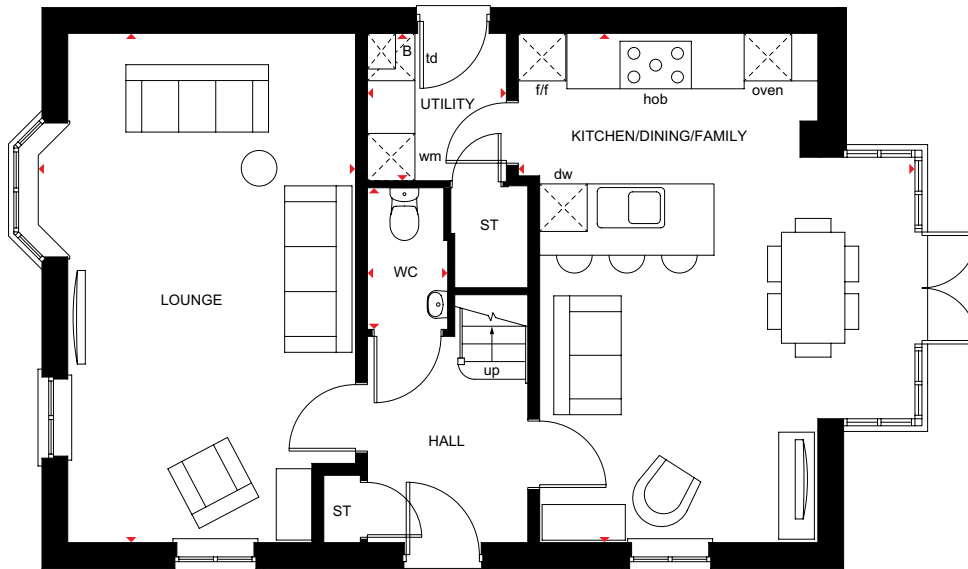 B
td
UTILITY
wm
f/f
hob
oven
KITCHEN/DINING/FAMILY
dw
ST
WC
LOUNGE
up
HALL
ST